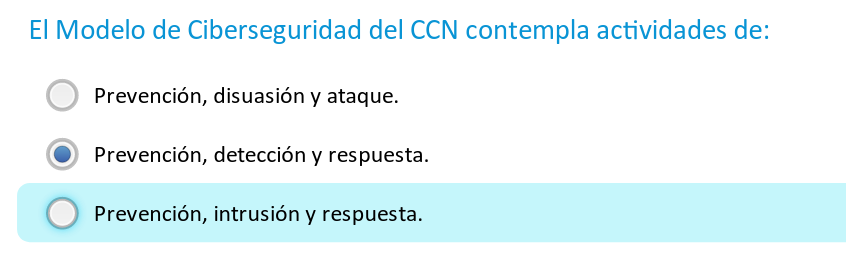 El Modelo de Ciberseguridad del CCN contempla actividades de:
Prevención, disuasión y ataque.
Prevención, detección y respuesta.
Prevención, intrusión y respuesta.